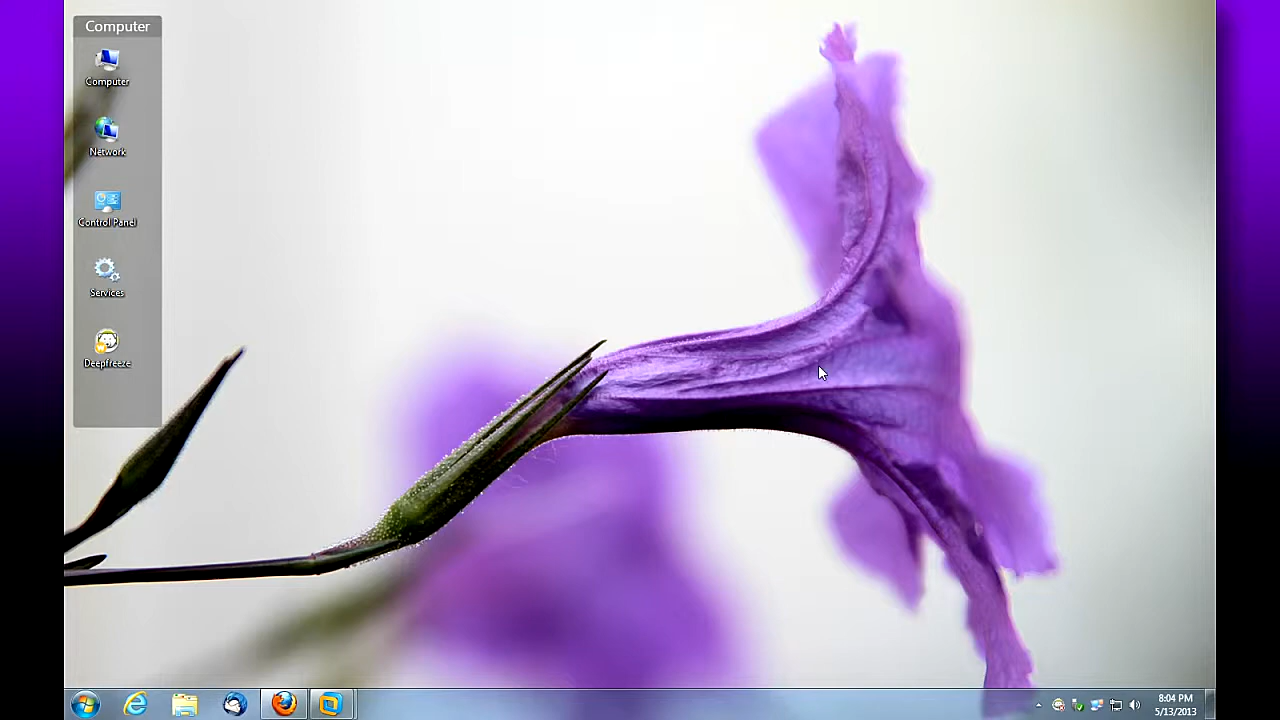 Computer
Computer
Network
Control Panel
Services
Deepfreeze
8:04 PM
5/13/2013